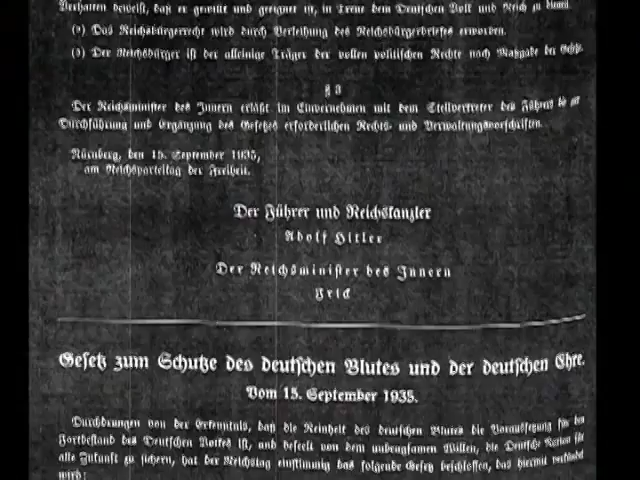 Verhalten beweist, daß er gewillt und geeignet ist, in Treue dem Deutschen Volk und Reich zu dienen.
(2) Das Reichsbürgerrecht wird durch Verleihung des Reichsbürgerbriefes erworben.
(3) Der Reichsbürger ist der alleinige Träger der vollen politischen Rechte nach Maßgabe der Gesetze.
§ 3
Der Reichsminister des Innern erläßt im Einvernehmen mit dem Stellvertreter des Führers die zur
Durchführung und Ergänzung des Gesetzes erforderlichen Rechts- und Verwaltungsvorschriften.
Nürnberg, den 15. September 1935,
am Reichsparteitag der Freiheit.
Der Führer und Reichskanzler
Adolf Hitler
Der Reichsminister des Innern
Frick
Gesetz zum Schutze des deutschen Blutes und der deutschen Ehre.
Vom 15. September 1935.
Durchdrungen von der Erkenntnis, daß die Reinheit des deutschen Blutes die Voraussetzung für den
Fortbestand des Deutschen Volkes ist, und beseelt von dem unbeugsamen Willen, die Deutsche Nation für
alle Zukunft zu sichern, hat der Reichstag einstimmig das folgende Gesetz beschlossen, das hiermit verkündet
wird: